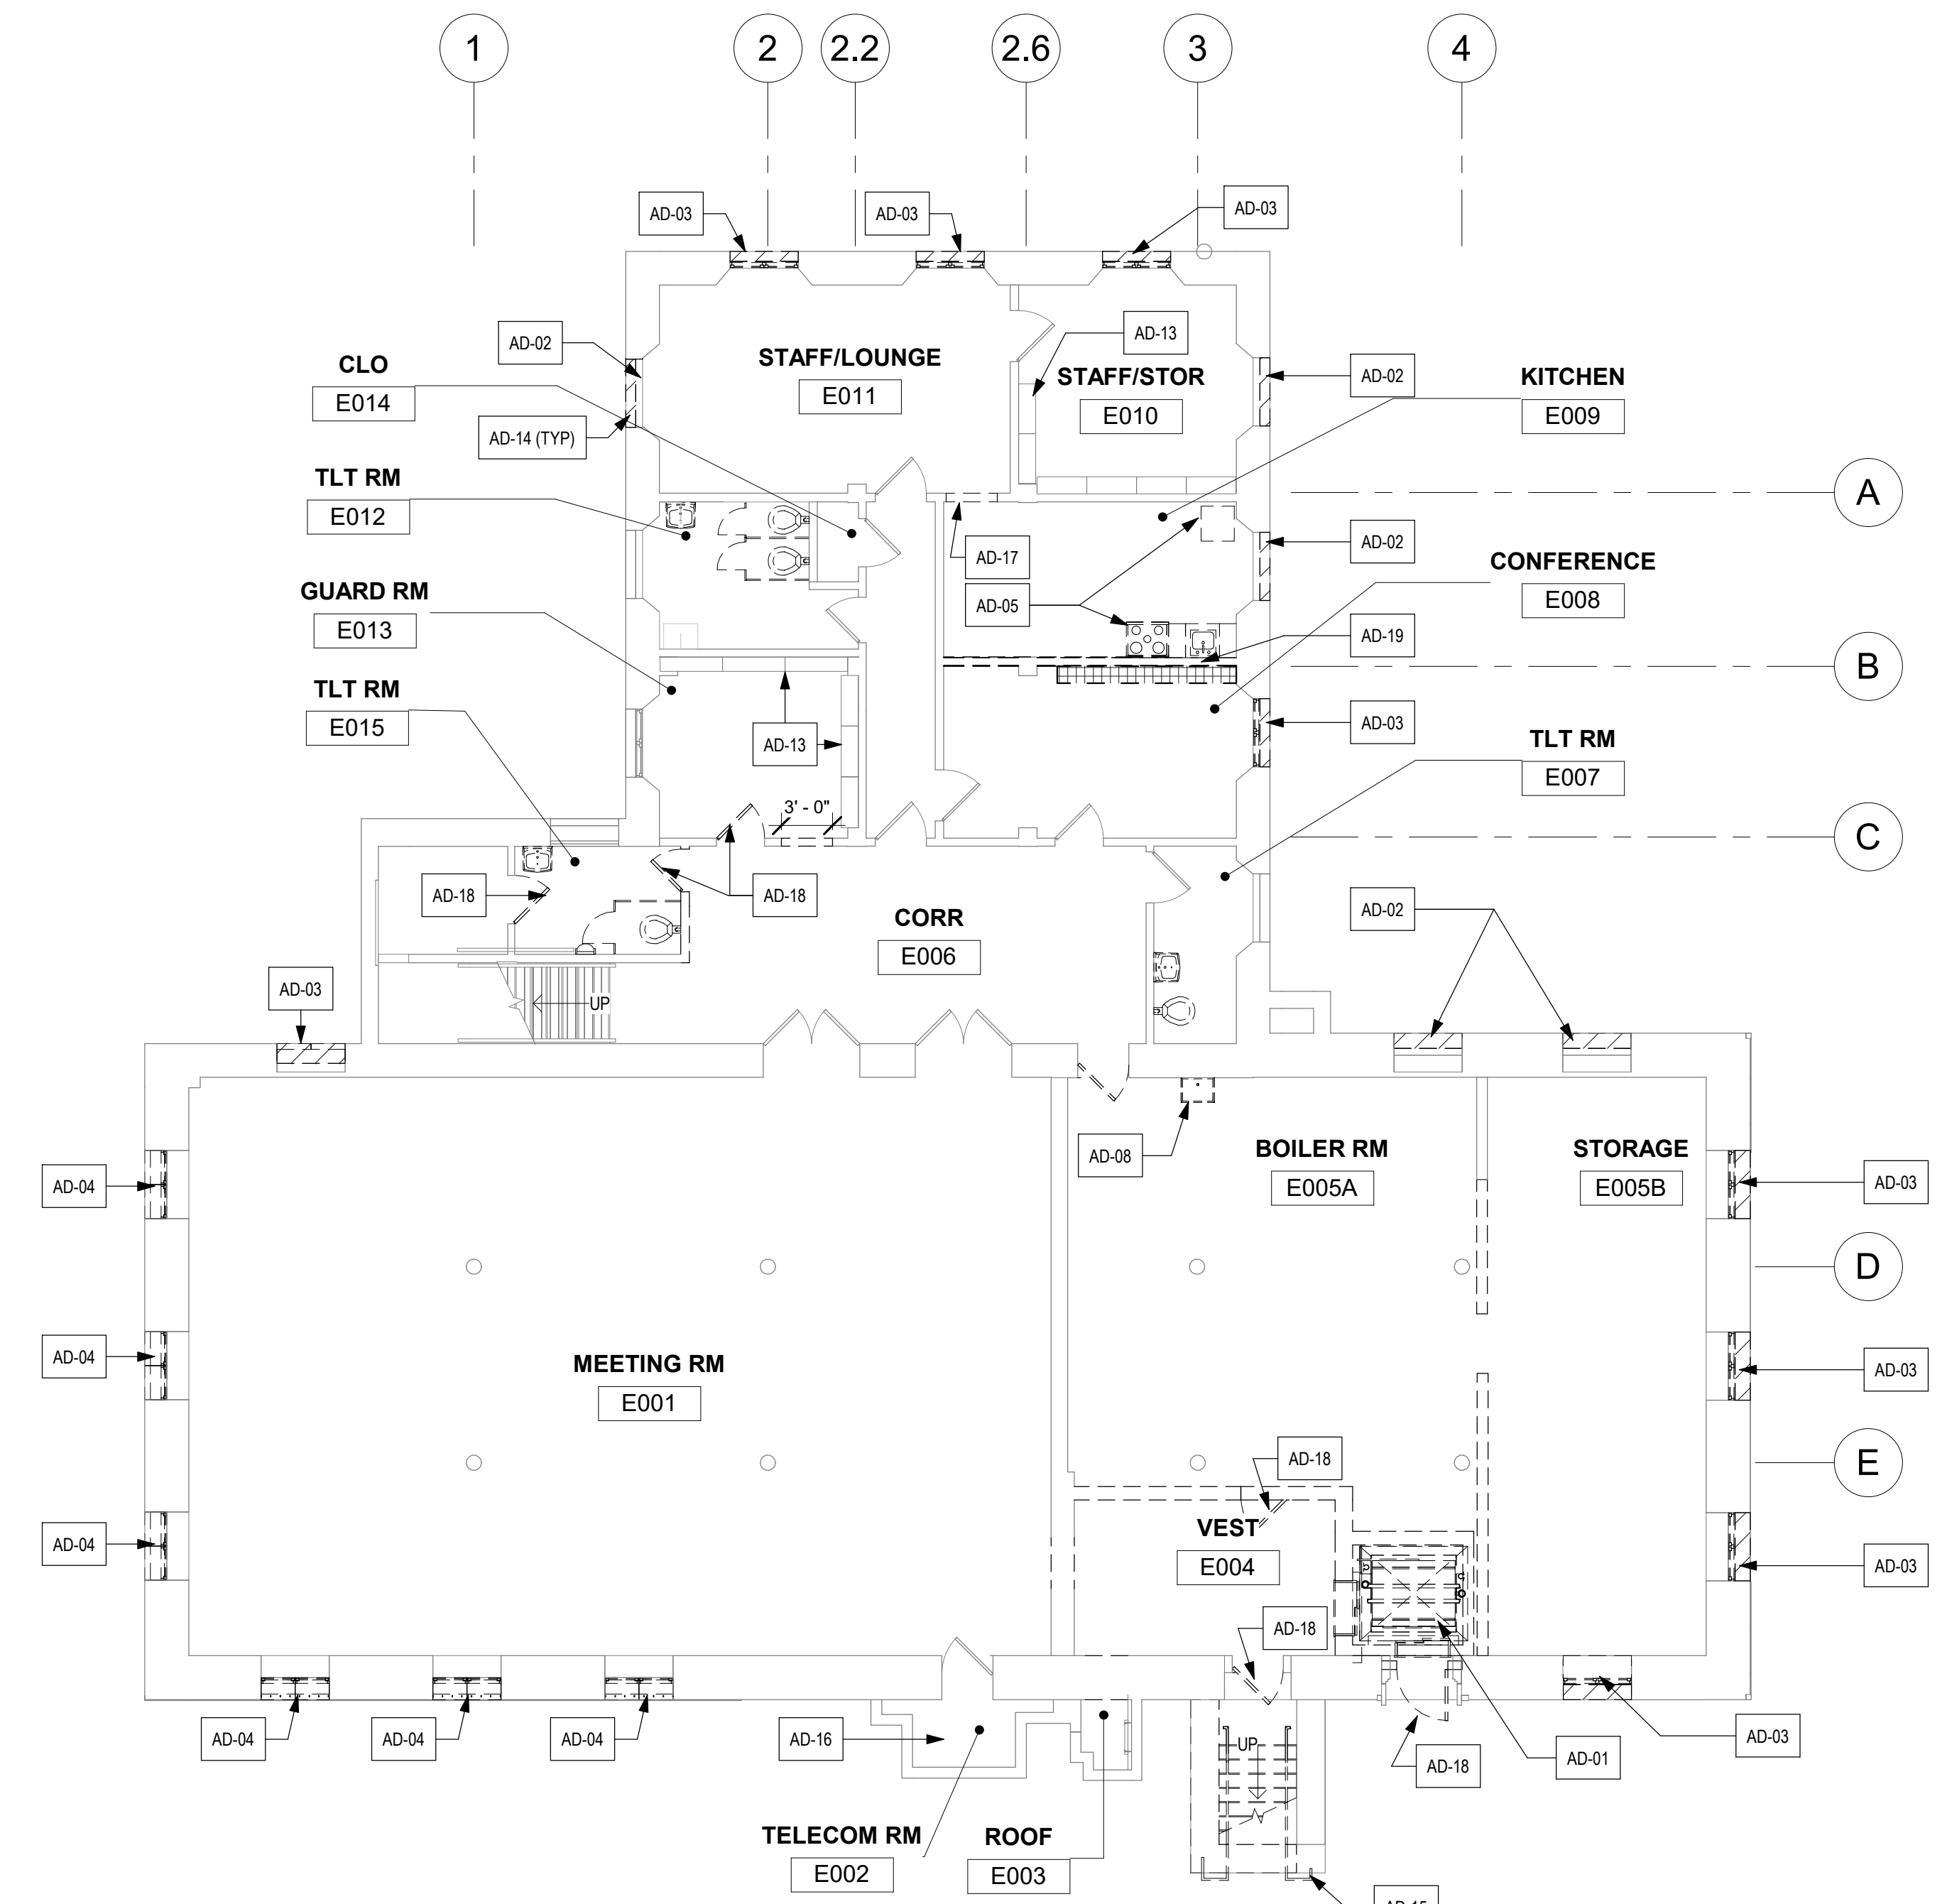 1
2
2.2
2.6
3
4
AD-03
AD-03
AD-03
AD-02
CLO
E014
STAFF/LOUNGE
E011
AD-13
STAFF/STOR
E010
AD-02
KITCHEN
E009
AD-14 (TYP)
TLT RM
E012
A
AD-17
AD-02
CONFERENCE
E008
GUARD RM
E013
AD-05
AD-19
B
TLT RM
E015
AD-13
AD-03
TLT RM
E007
3' - 0"
C
AD-18
AD-18
CORR
E006
AD-02
AD-03
UP
AD-08
BOILER RM
E005A
STORAGE
E005B
AD-04
AD-03
D
AD-04
MEETING RM
E001
AD-03
E
AD-18
AD-04
VEST
E004
AD-03
AD-18
AD-04
AD-04
AD-04
AD-16
UP
AD-18
AD-01
AD-03
TELECOM RM
E002
ROOF
E003
AD-15